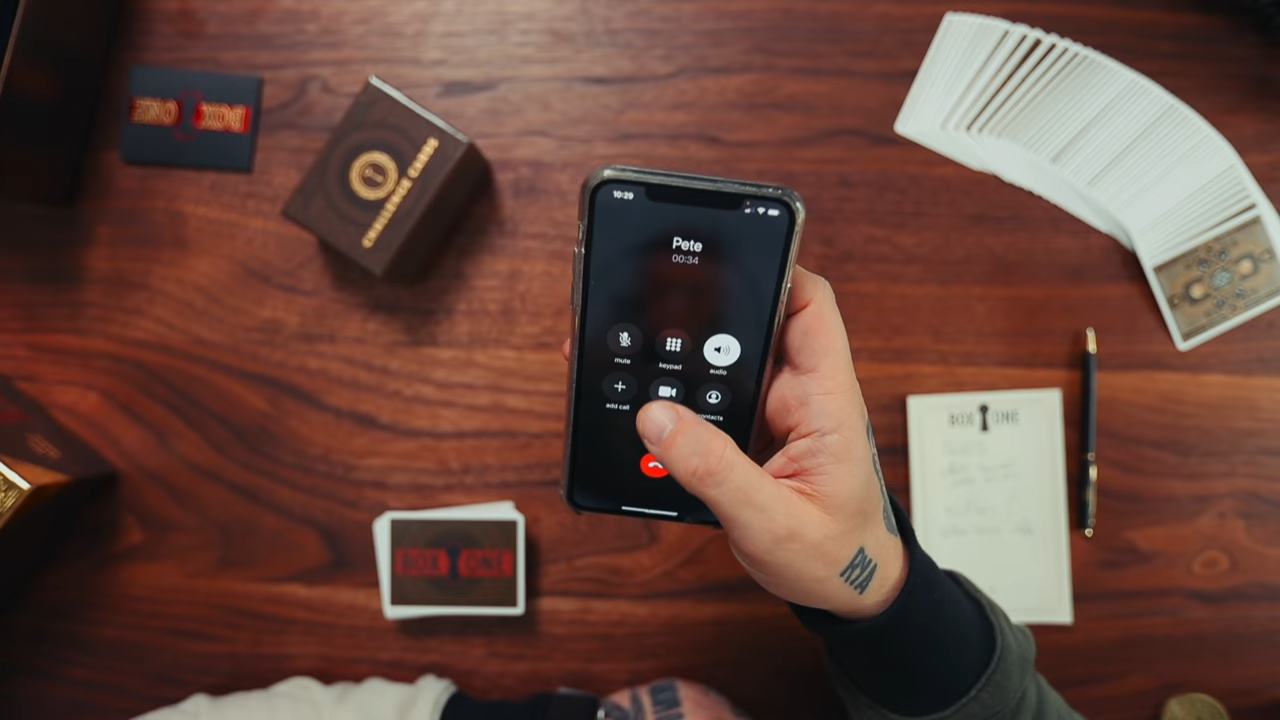 BOX ONE
CHALLENGE CARDS
10:29
Pete
00:34
mute
keypad
audio
add call
contacts
BOX ONE
BOX ONE
RYA